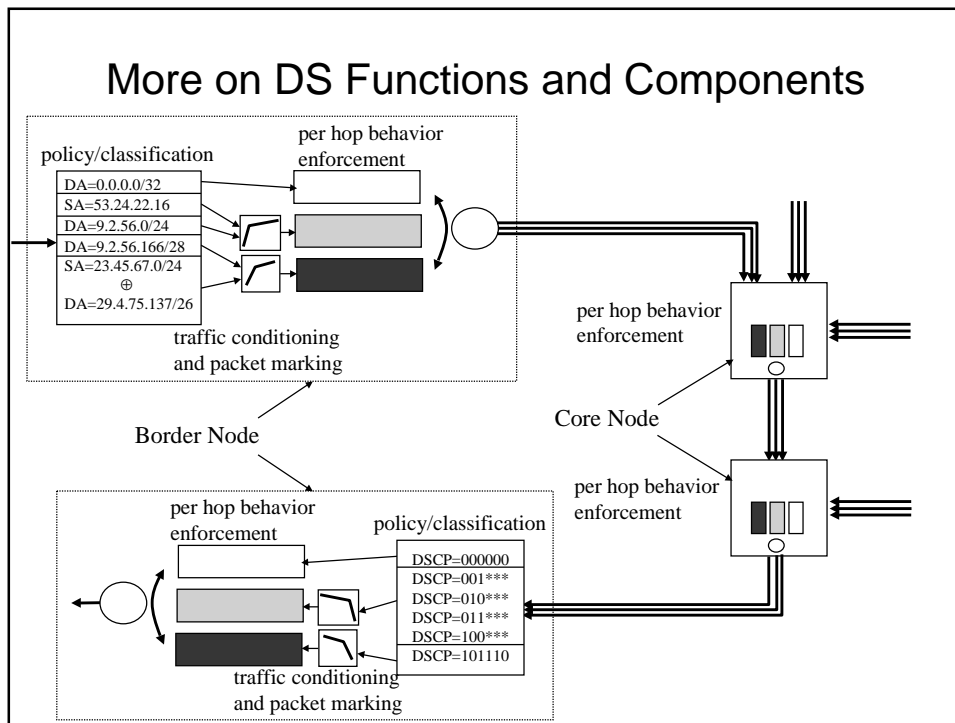 More on DS Functions and Components
per hop behavior
enforcement
policy/classification
DA=0.0.0.0/32
SA=53.24.22.16
DA=9.2.56.0/24
DA=9.2.56.166/28
SA=23.45.67.0/24
⊕
DA=29.4.75.137/26
traffic conditioning
and packet marking
per hop behavior
enforcement
Border Node
Core Node
per hop behavior
enforcement
per hop behavior
enforcement
policy/classification
DSCP=000000
DSCP=001***
DSCP=010***
DSCP=011***
DSCP=100***
DSCP=101110
traffic conditioning
and packet marking